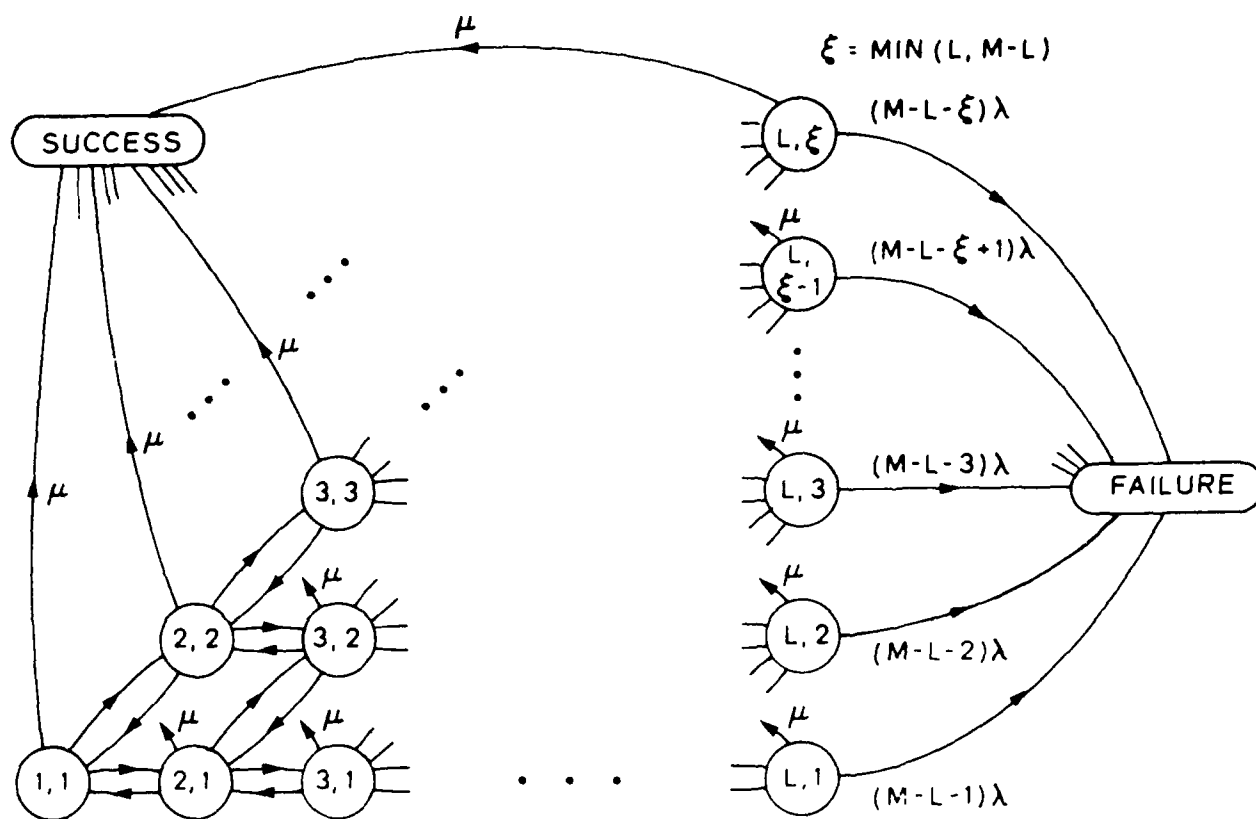 μ
ξ = MIN (L, M-L)
(M-L-ξ)λ
SUCCESS
L, ξ
μ
(M-L-ξ+1)λ
L,
ξ-1
μ
μ
μ
μ
(M-L-3)λ
3, 3
L, 3
FAILURE
μ
μ
2, 2
3, 2
L, 2
(M-L-2)λ
μ
μ
μ
1, 1
2, 1
3, 1
L, 1
(M-L-1)λ